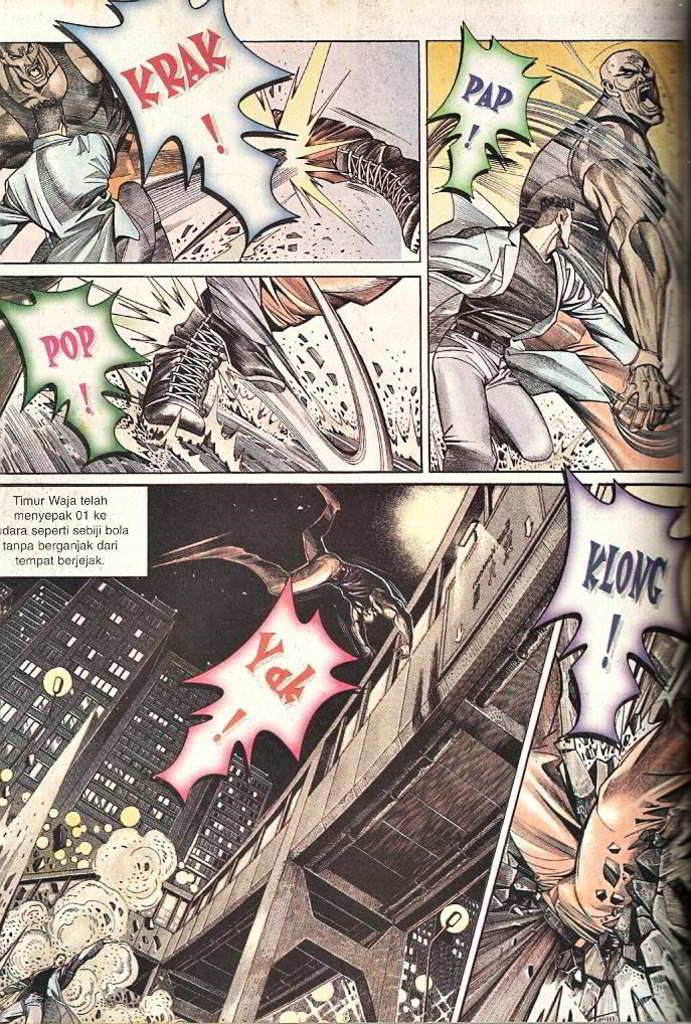 KRAK
!
PAP
!
POP
!
Timur Waja telah
menyepak 01 ke
udara seperti sebiji bola
tanpa berganjak dari
tempat berjejak.
Yak
!
KLONG
!